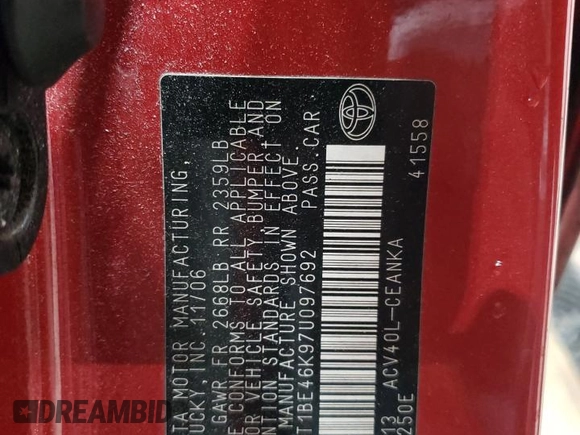 TA MOTOR MANUFACTURING,
UCKY, INC. 11/06
GAWR FR 2668LB RR 2359LB
E CONFORMS TO ALL APPLICABLE
OR VEHICLE SAFETY, BUMPER AND
NTION STANDARDS IN EFFECT ON
MANUFACTURE SHOWN ABOVE.
T1BE46K97U097692 PASS.CAR
13 ACV40L-CEANKA
250E 41558
DREAMBID